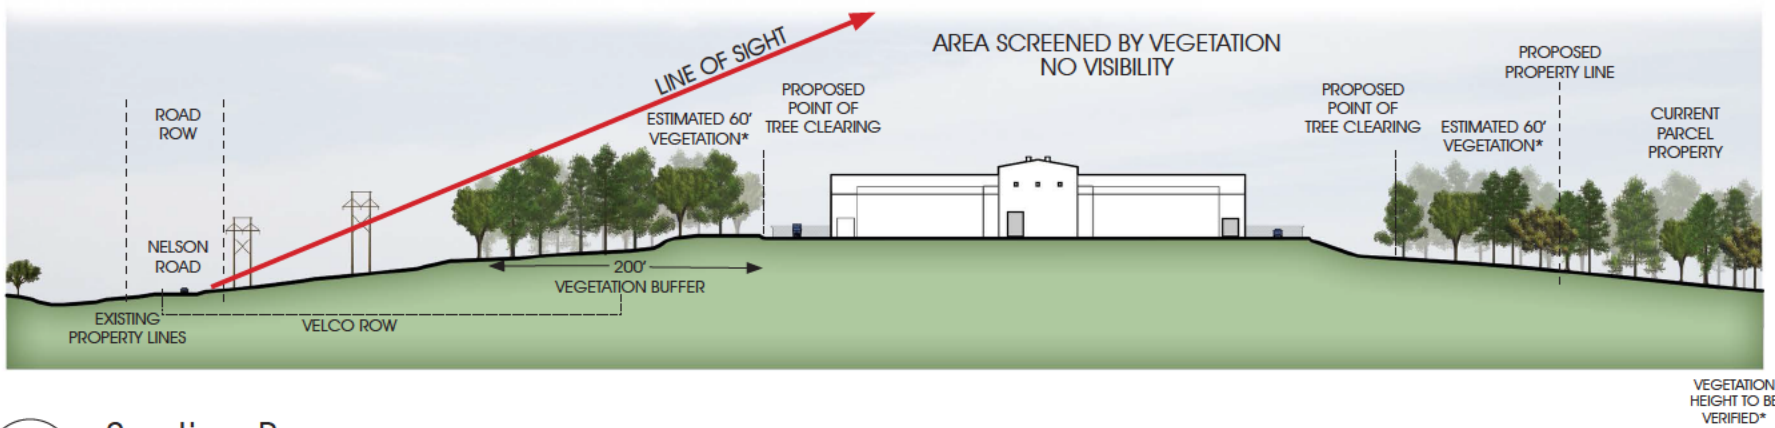 ROAD
ROW
NELSON
ROAD
EXISTING
PROPERTY LINES
VELCO ROW
LINE OF SIGHT
ESTIMATED 60'
VEGETATION*
200'
VEGETATION BUFFER
PROPOSED
POINT OF
TREE CLEARING
AREA SCREENED BY VEGETATION
NO VISIBILITY
PROPOSED
POINT OF
TREE CLEARING
ESTIMATED 60'
VEGETATION*
PROPOSED
PROPERTY LINE
CURRENT
PARCEL
PROPERTY
VEGETATION
HEIGHT TO BE
VERIFIED*